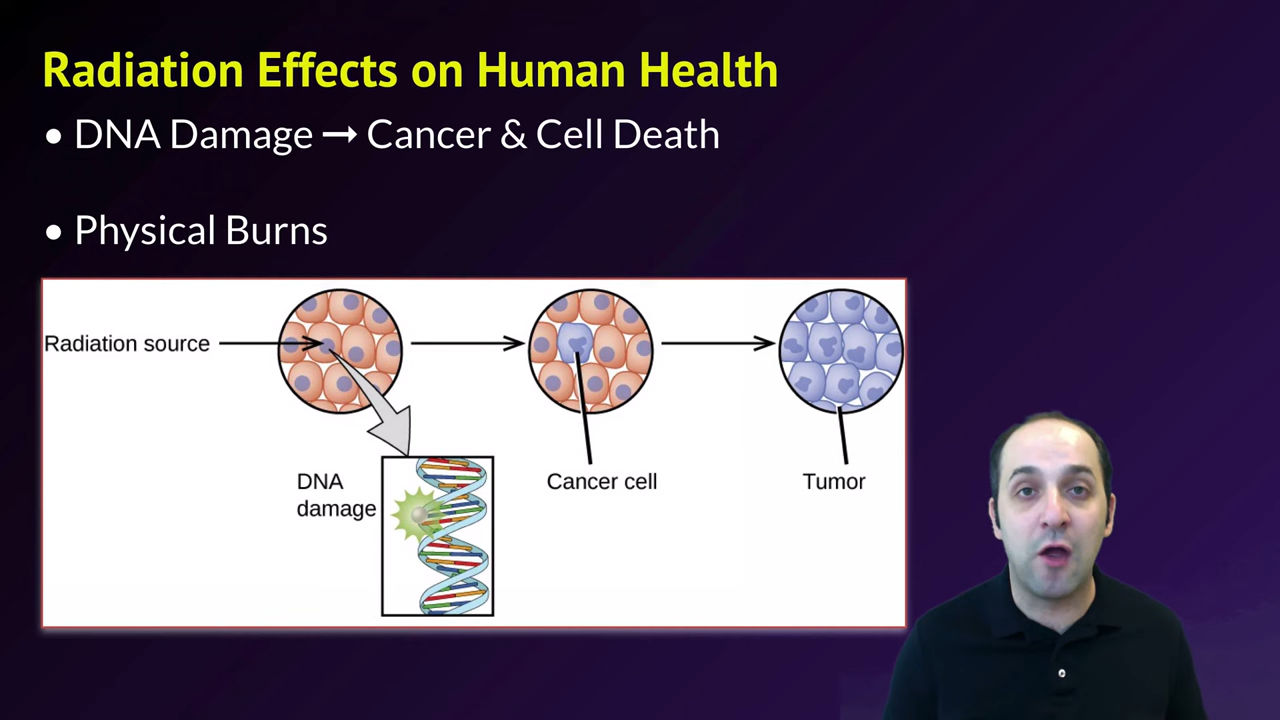 Radiation Effects on Human Health
• DNA Damage → Cancer & Cell Death
• Physical Burns
Radiation source
DNA
damage
Cancer cell
Tumor